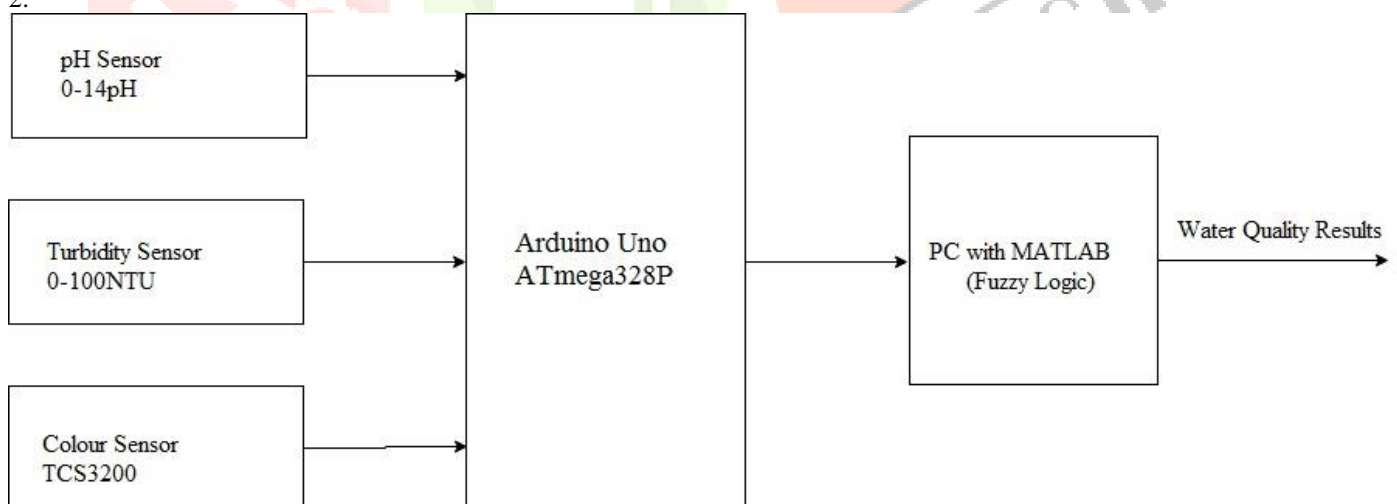 2.
pH Sensor
0-14pH
Turbidity Sensor
0-100NTU
Colour Sensor
TCS3200
Arduino Uno
ATmega328P
PC with MATLAB
(Fuzzy Logic)
Water Quality Results